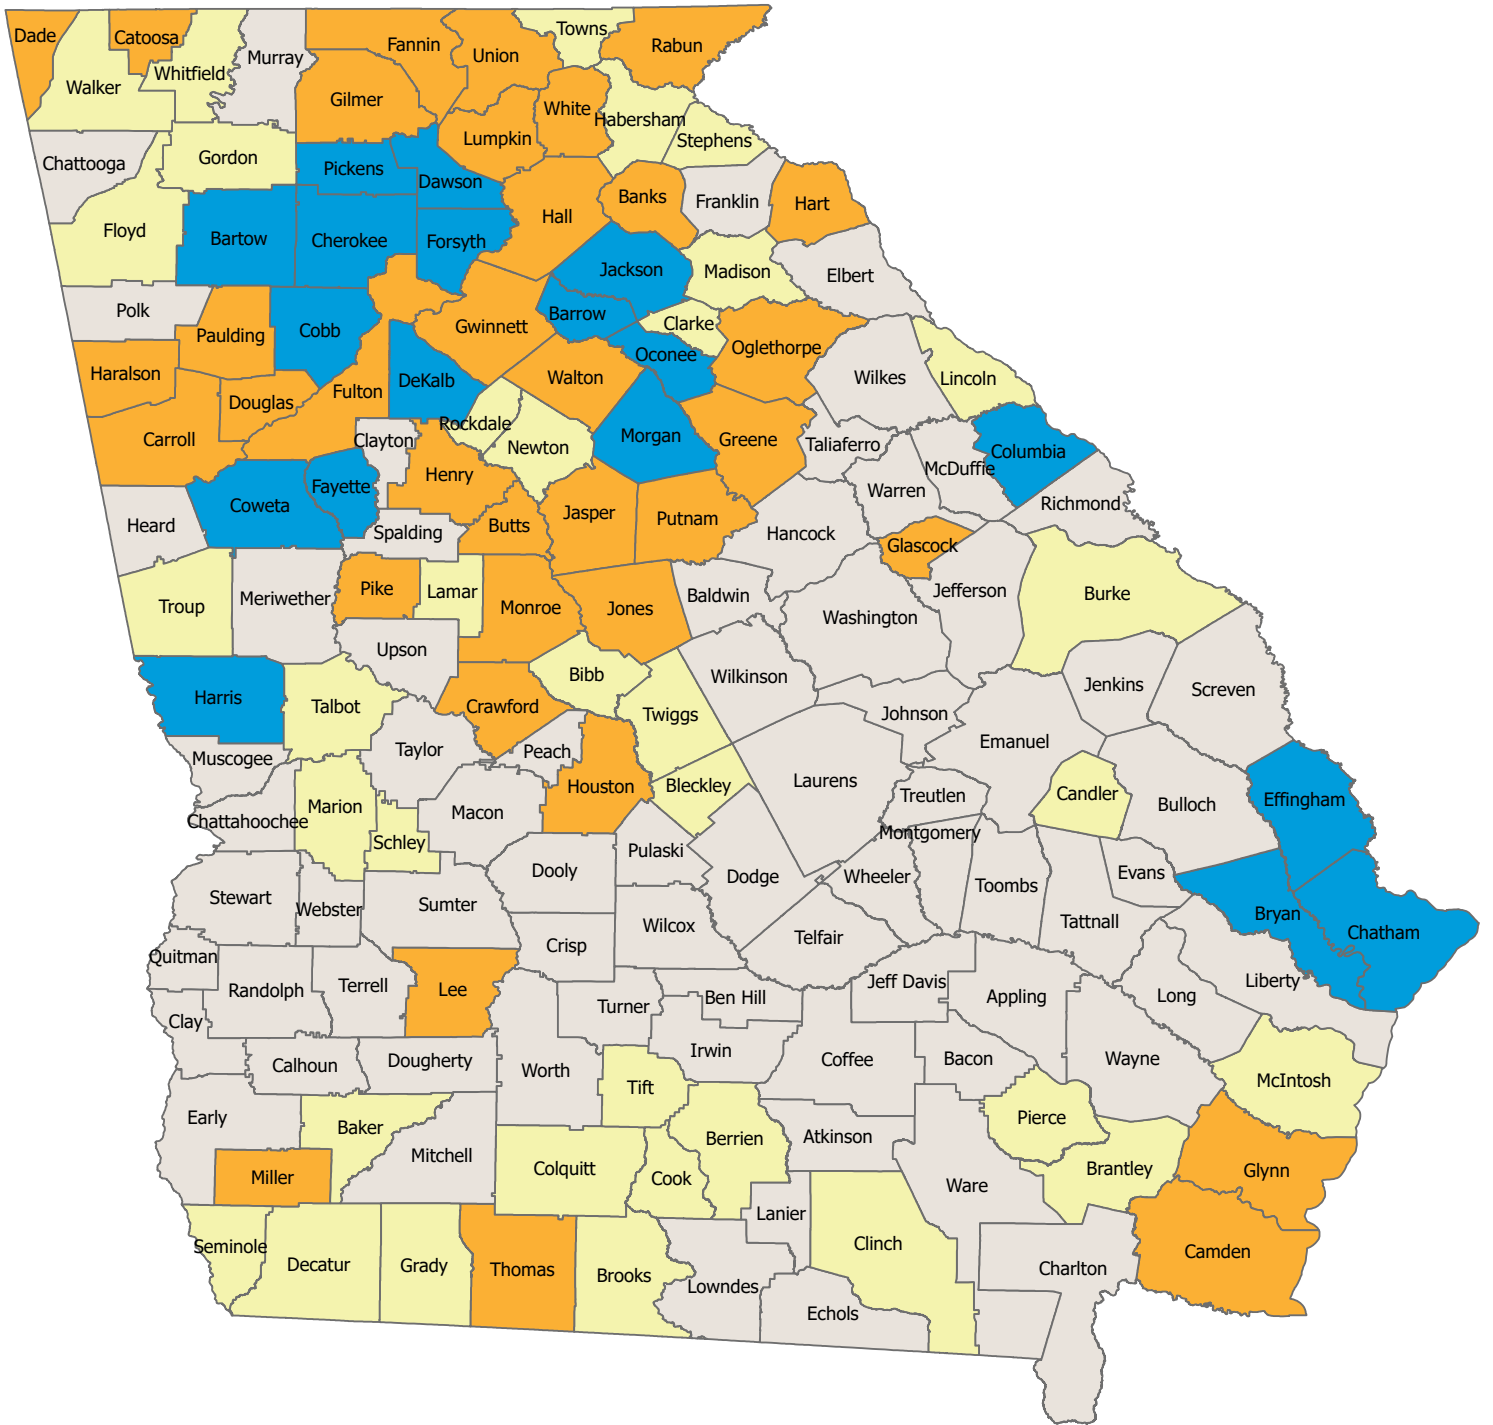 Dade
Catoosa
Fannin
Union
Towns
Rabun
Walker
Whitfield
Murray
Gilmer
White
Lumpkin
Habersham
Stephens
Chattooga
Gordon
Pickens
Dawson
Banks
Franklin
Hart
Hall
Floyd
Bartow
Cherokee
Forsyth
Jackson
Madison
Elbert
Polk
Paulding
Cobb
Gwinnett
Barrow
Clarke
Oconee
Oglethorpe
Haralson
Douglas
Fulton
DeKalb
Walton
Wilkes
Lincoln
Carroll
Clayton
Rockdale
Newton
Morgan
Greene
Taliaferro
McDuffie
Columbia
Heard
Coweta
Fayette
Henry
Butts
Jasper
Putnam
Warren
Richmond
Spalding
Hancock
Glascock
Troup
Meriwether
Pike
Lamar
Monroe
Jones
Baldwin
Washington
Jefferson
Burke
Upson
Bibb
Wilkinson
Jenkins
Screven
Harris
Talbot
Crawford
Twiggs
Johnson
Muscogee
Taylor
Peach
Emanuel
Laurens
Houston
Bleckley
Treutlen
Candler
Bulloch
Effingham
Chattahoochee
Marion
Macon
Schley
Montgomery
Pulaski
Dooly
Dodge
Wheeler
Toombs
Evans
Stewart
Webster
Sumter
Wilcox
Telfair
Tattnall
Bryan
Chatham
Quitman
Crisp
Randolph
Terrell
Lee
Turner
Ben Hill
Jeff Davis
Appling
Long
Liberty
Clay
Calhoun
Dougherty
Worth
Irwin
Coffee
Bacon
Wayne
McIntosh
Early
Baker
Mitchell
Tift
Berrien
Atkinson
Pierce
Miller
Colquitt
Cook
Ware
Brantley
Glynn
Seminole
Decatur
Grady
Thomas
Brooks
Lanier
Lowndes
Clinch
Echols
Charlton
Camden